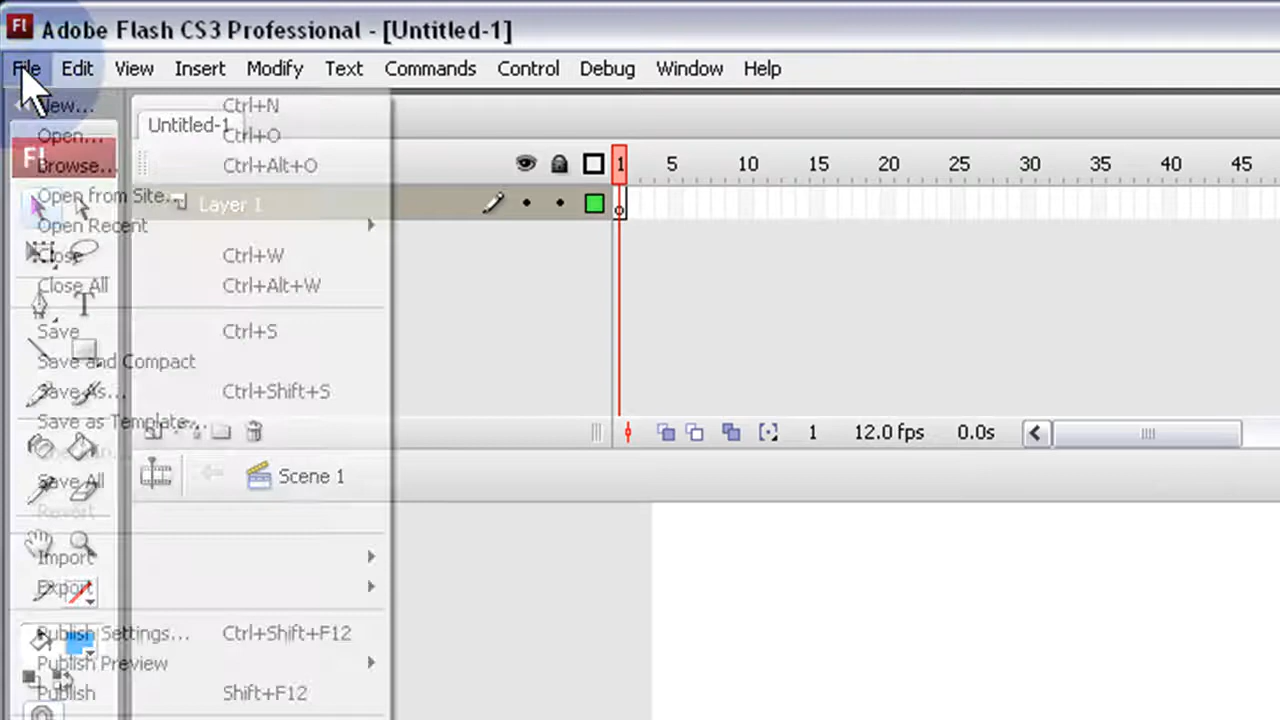 Fl Adobe Flash CS3 Professional - [Untitled-1]
File Edit View Insert Modify Text Commands Control Debug Window Help
New... Ctrl+N
Untitled-1
Open... Ctrl+O
Fl
Browse... Ctrl+Alt+O
1 5 10 15 20 25 30 35 40 45
Open from Site...
Layer 1
Open Recent
Close Ctrl+W
Close All Ctrl+Alt+W
T
Save Ctrl+S
Save and Compact
Save As... Ctrl+Shift+S
Save as Template...
1 12.0 fps 0.0s
Save All
Scene 1
Revert
Import
Export
Publish Settings... Ctrl+Shift+F12
Publish Preview
Publish Shift+F12